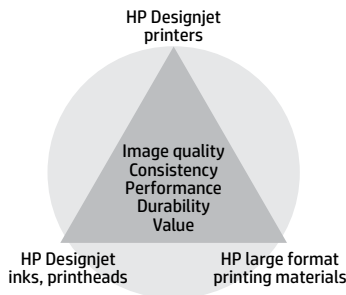 HP Designjet
printers
Image quality
Consistency
Performance
Durability
Value
HP Designjet
inks, printheads
HP large format
printing materials